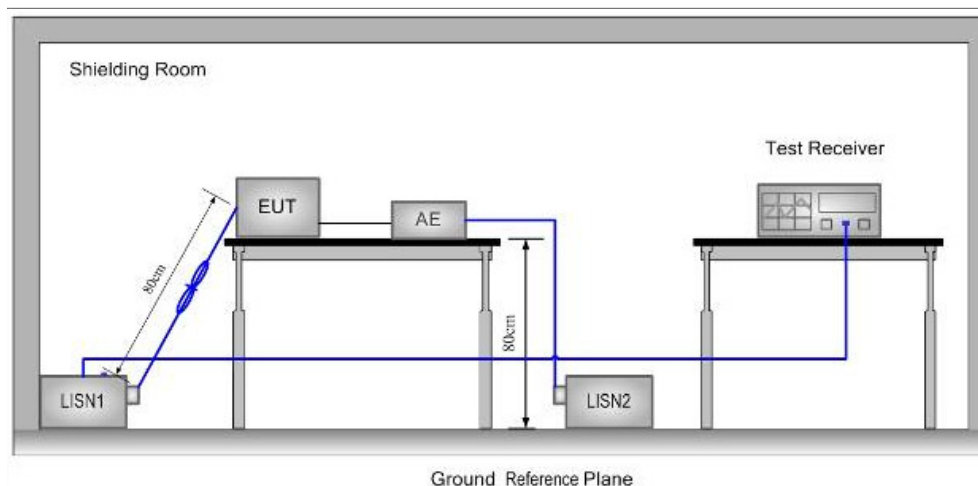 Shielding Room
Test Receiver
EUT
AE
80cm
80cm
LISN1
LISN2
Ground Reference Plane